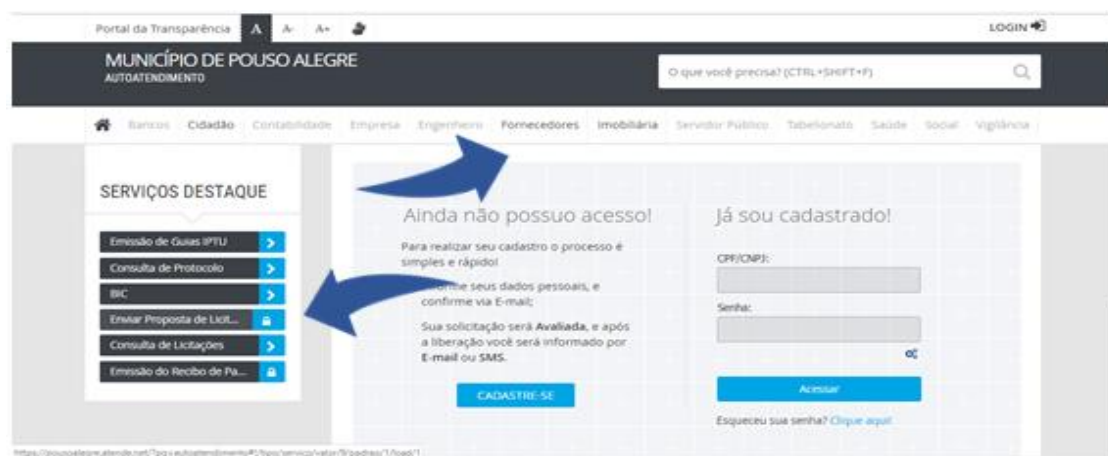 Portal da Transparência A A- A+ LOGIN
MUNICÍPIO DE POUSO ALEGRE
AUTOATENDIMENTO
O que você precisa? (CTRL+SHIFT+F)
Bancos Cidadão Contabilidade Empresa Engenheiro Fornecedores Imobiliária Servidor Público Tabelionato Saúde Social Vigilância
SERVIÇOS DESTAQUE
Emissão de Guias IPTU
Consulta de Protocolo
BIC
Enviar Proposta de Licit...
Consulta de Licitações
Emissão do Recibo de Pa...
Ainda não possuo acesso!
Para realizar seu cadastro o processo é
simples e rápido!
seus dados pessoais, e
confirme via E-mail;
Sua solicitação será Avaliada, e após
a liberação você será informado por
E-mail ou SMS.
CADASTRE-SE
Já sou cadastrado!
CPF/CNPJ:
Senha:
Acessar
Esqueceu sua senha? Clique aqui!